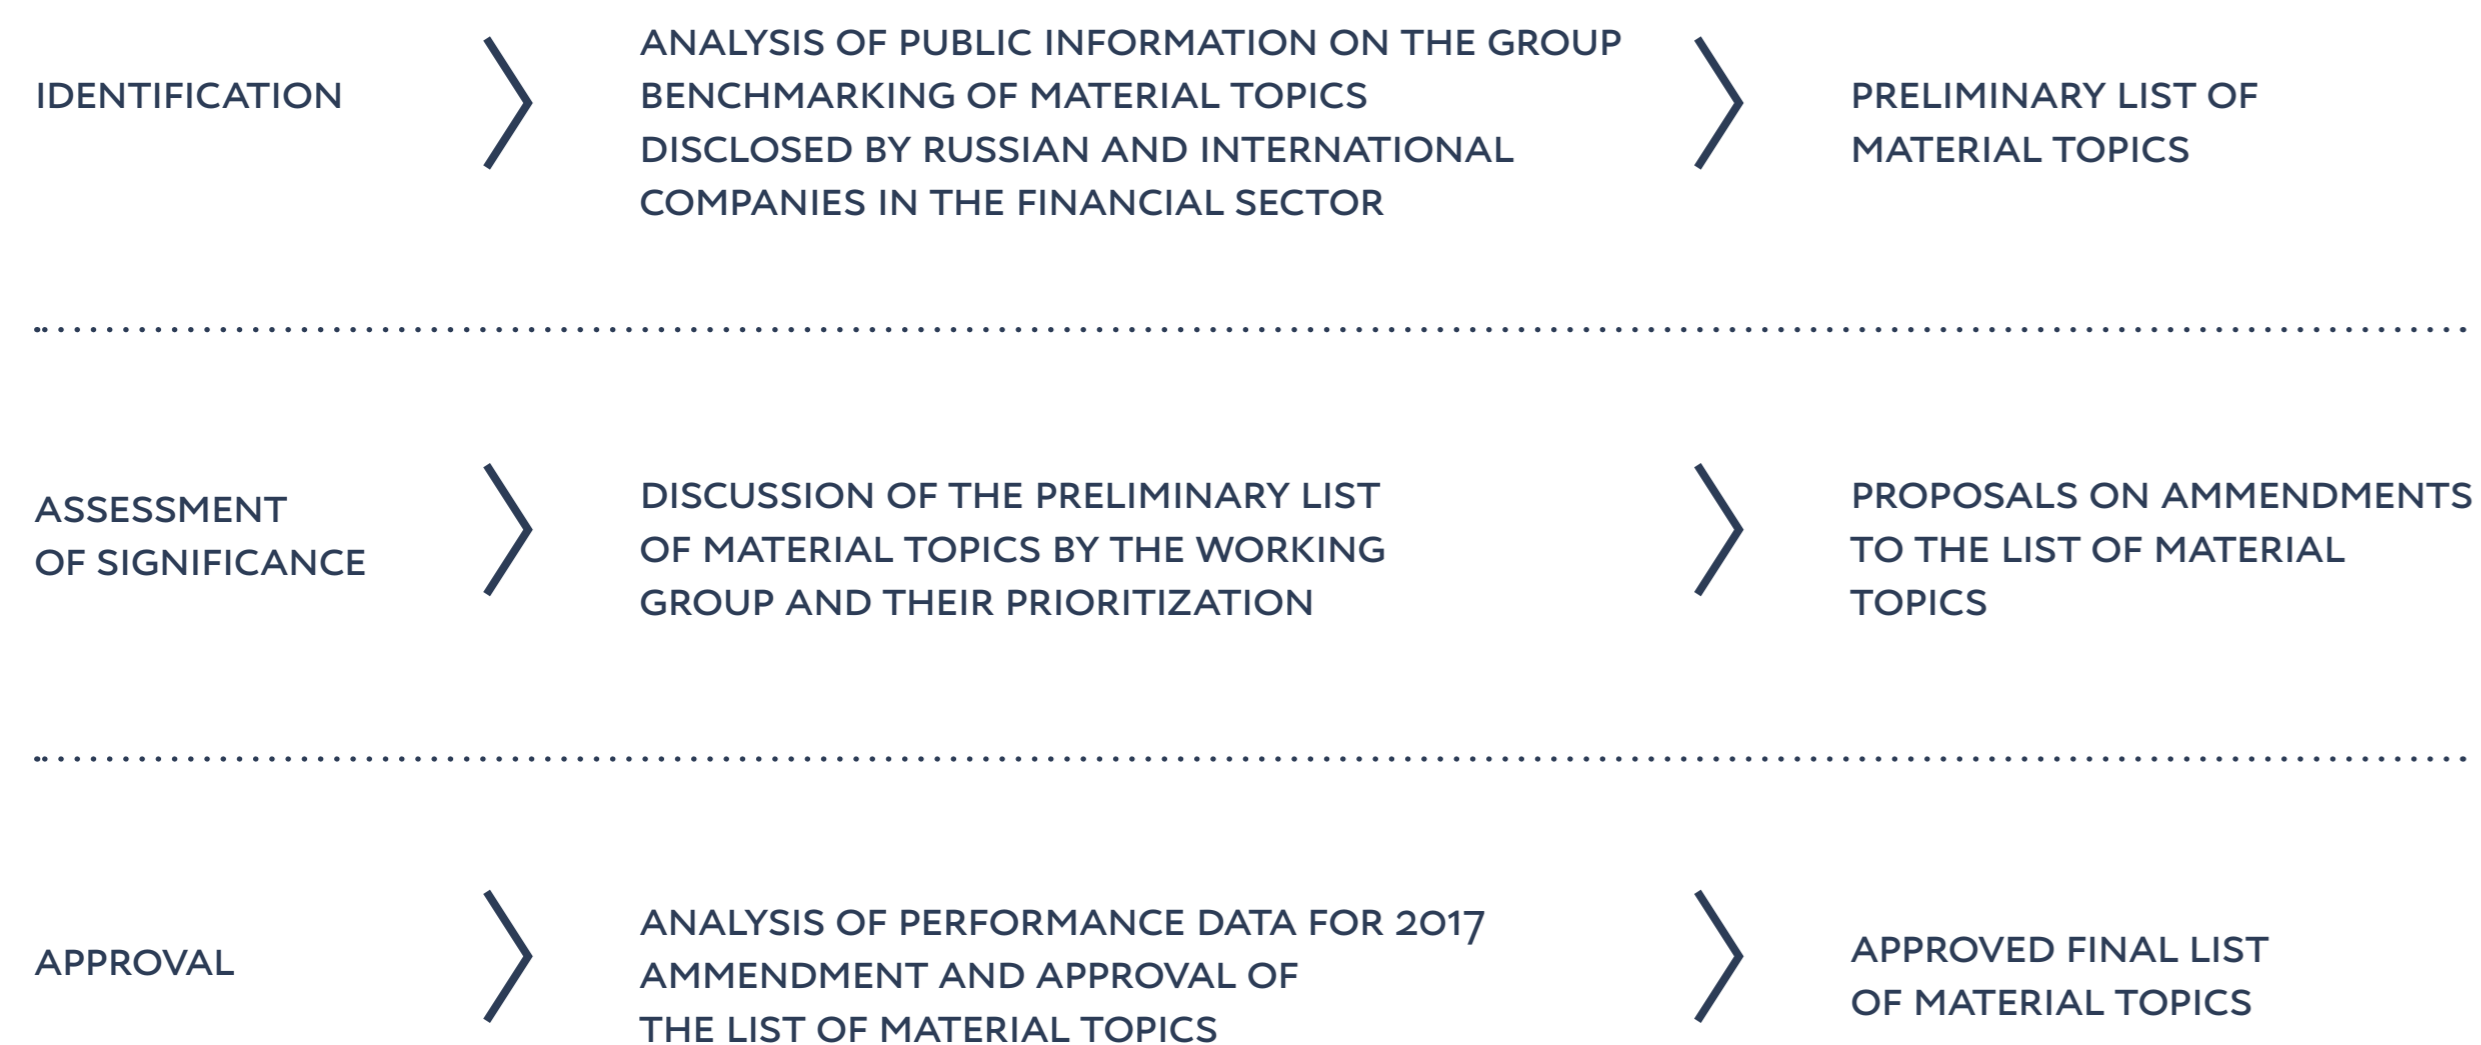 IDENTIFICATION
ANALYSIS OF PUBLIC INFORMATION ON THE GROUP
BENCHMARKING OF MATERIAL TOPICS
DISCLOSED BY RUSSIAN AND INTERNATIONAL
COMPANIES IN THE FINANCIAL SECTOR
PRELIMINARY LIST OF
MATERIAL TOPICS
ASSESSMENT
OF SIGNIFICANCE
DISCUSSION OF THE PRELIMINARY LIST
OF MATERIAL TOPICS BY THE WORKING
GROUP AND THEIR PRIORITIZATION
PROPOSALS ON AMMENDMENTS
TO THE LIST OF MATERIAL
TOPICS
APPROVAL
ANALYSIS OF PERFORMANCE DATA FOR 2017
AMMENDMENT AND APPROVAL OF
THE LIST OF MATERIAL TOPICS
APPROVED FINAL LIST
OF MATERIAL TOPICS